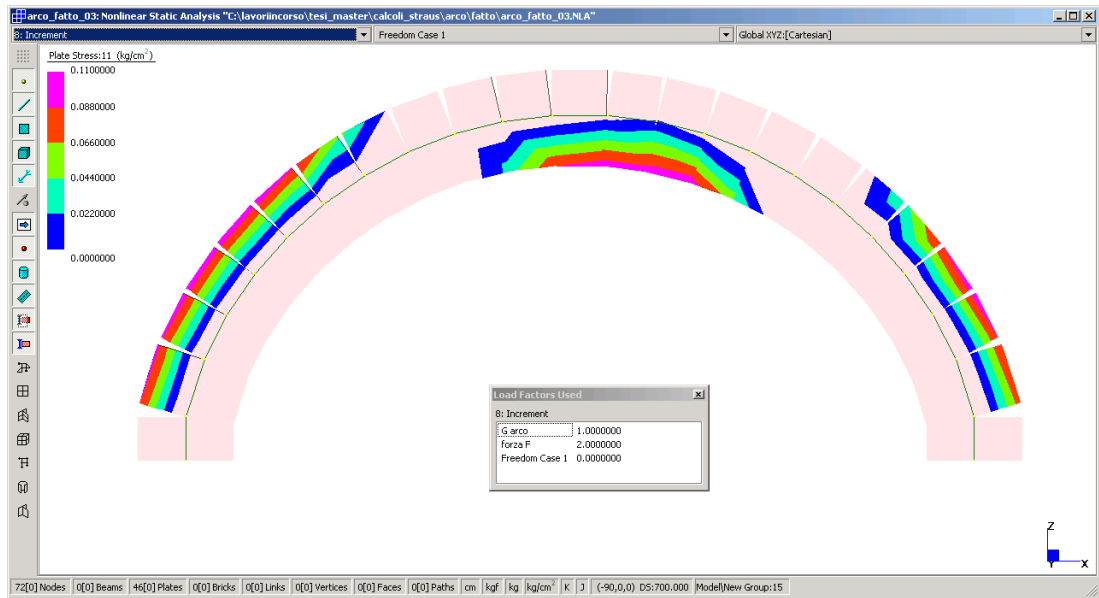 arco_fatto_03: Nonlinear Static Analysis "C:\lavoriincorso\tesi_master\calcoli_straus\arco\fatto\arco_fatto_03.NLA"
8: Increment
Freedom Case 1
Global XYZ:[Cartesian]
Plate Stress:11 (kg/cm²)
0.1100000
0.0880000
0.0660000
0.0440000
0.0220000
0.0000000
Load Factors Used
8: Increment
G arco 1.0000000
forza F 2.0000000
Freedom Case 1 0.0000000
Z
Y X
72[0] Nodes 0[0] Beams 46[0] Plates 0[0] Bricks 0[0] Links 0[0] Vertices 0[0] Faces 0[0] Paths cm kgf kg kg/cm² K J (-90,0,0) DS:700.000 Model\New Group:15